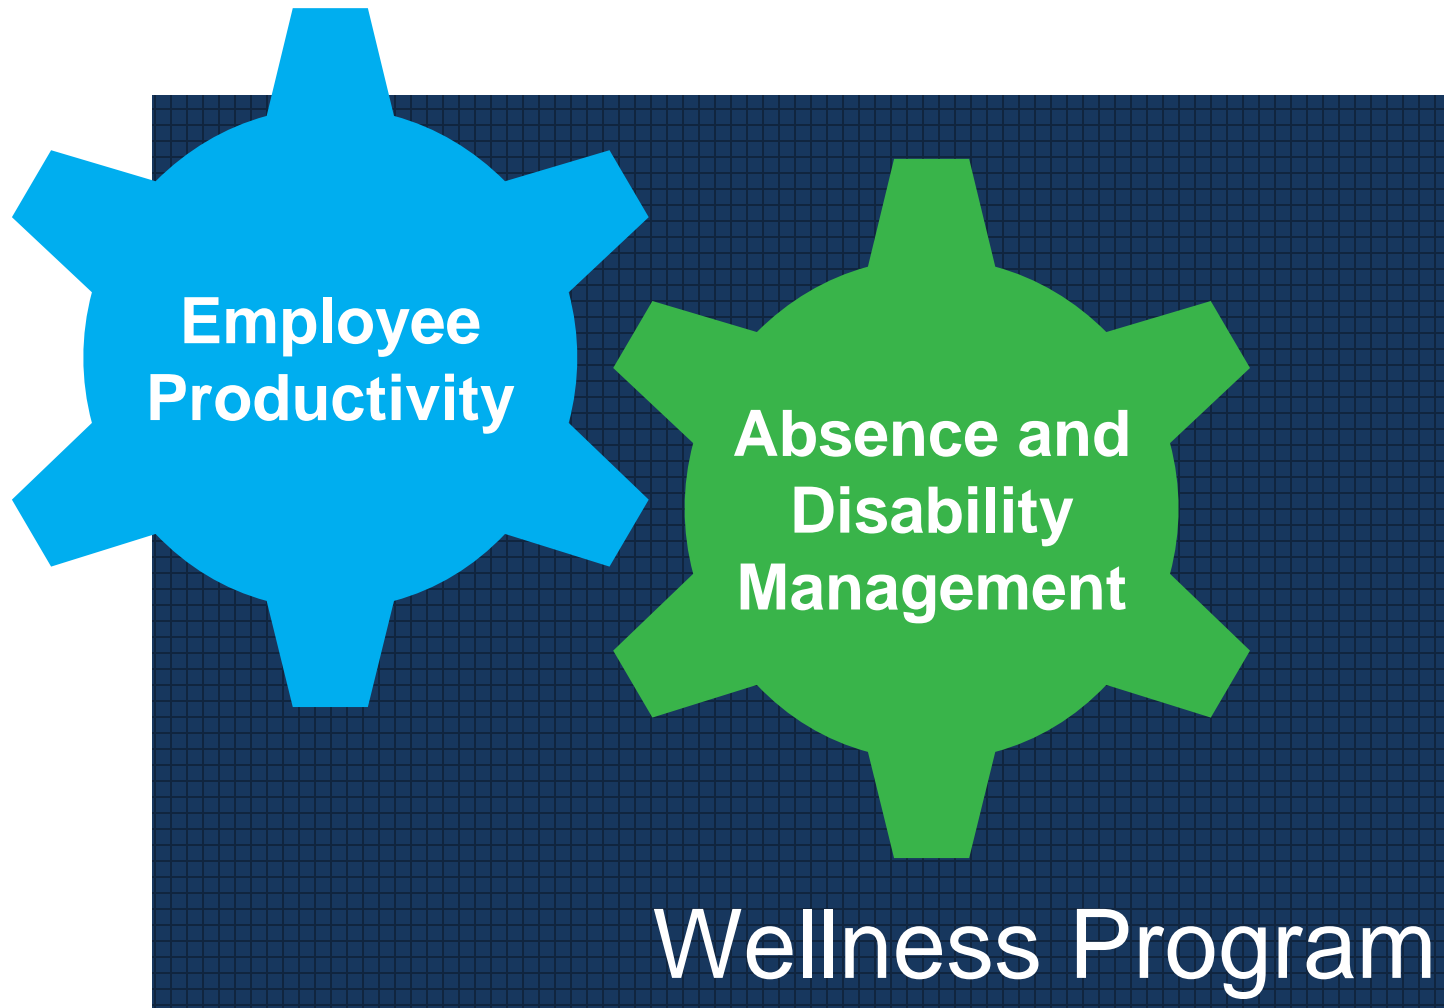 Employee
Productivity
Absence and
Disability
Management
Wellness Program